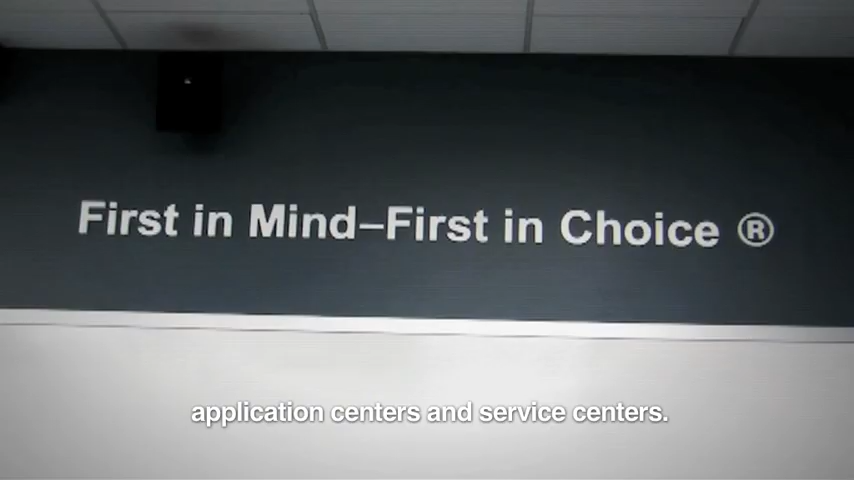 First in Mind–First in Choice ®
application centers and service centers.